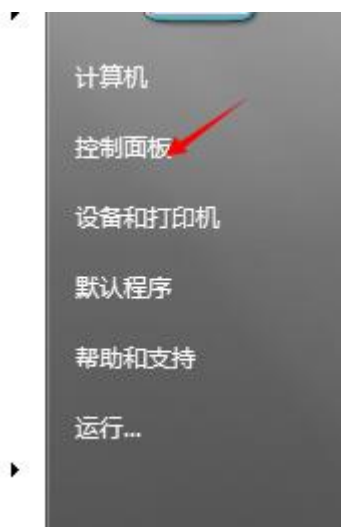 计算机
控制面板
设备和打印机
默认程序
帮助和支持
运行...